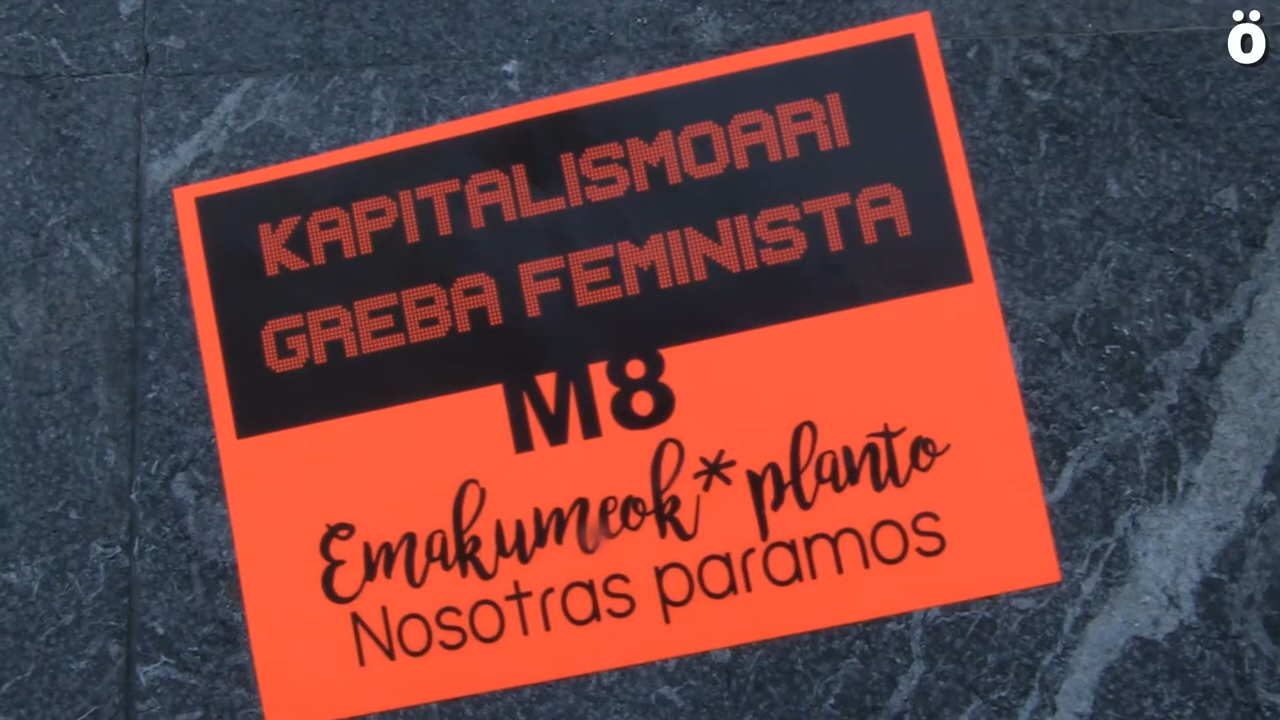 ö
KAPITALISMOARI
GREBA FEMINISTA
M8
Emakumeok* planto
Nosotras paramos